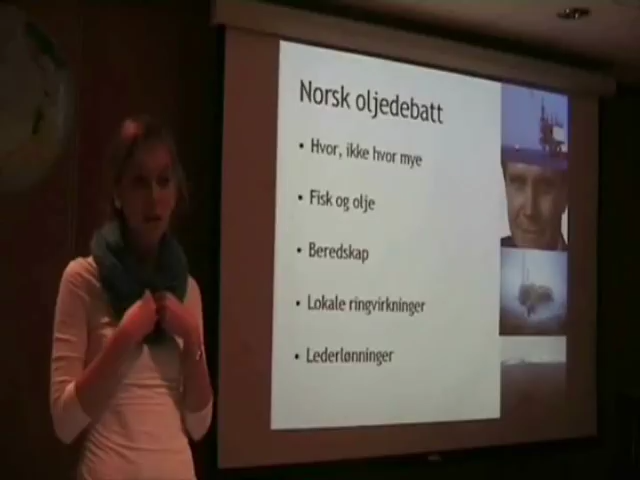 Norsk oljedebatt
• Hvor, ikke hvor mye
• Fisk og olje
• Beredskap
• Lokale ringvirkninger
• Lederlønninger